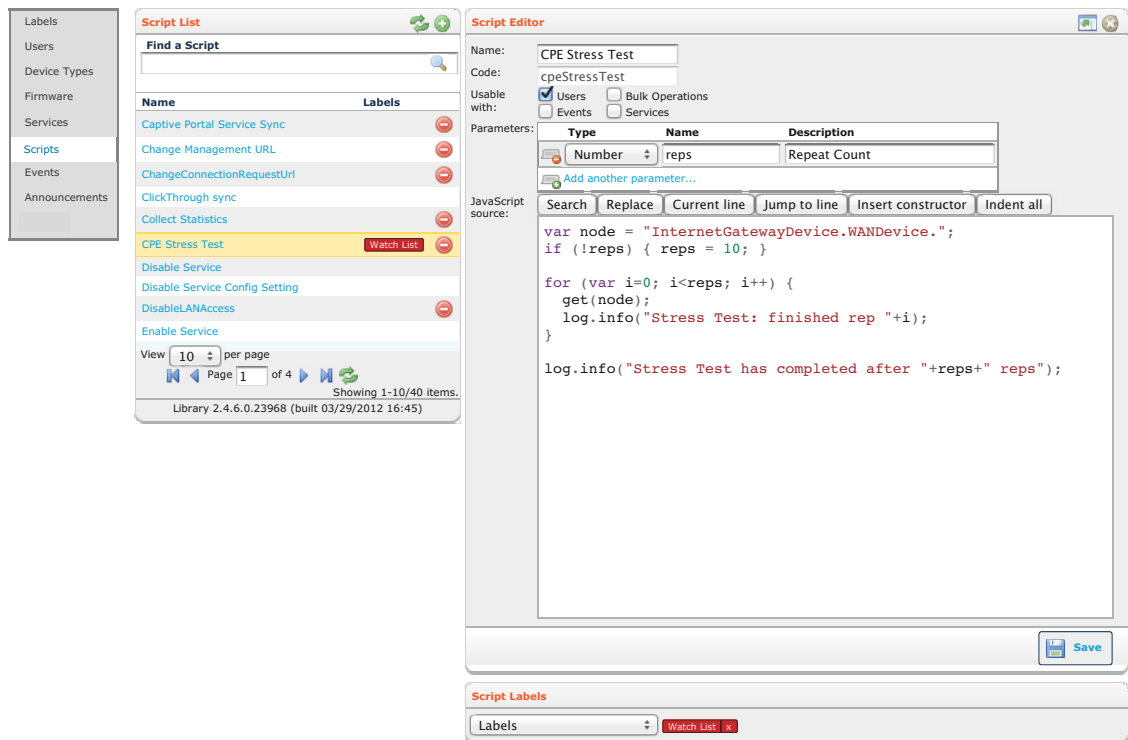 Labels
Users
Device Types
Firmware
Services
Scripts
Events
Announcements
Script List
Find a Script
Name Labels
Captive Portal Service Sync
Change Management URL
ChangeConnectionRequestUrl
ClickThrough sync
Collect Statistics
CPE Stress Test Watch List
Disable Service
Disable Service Config Setting
DisableLANAccess
Enable Service
View 10 per page
Page 1 of 4
Showing 1-10/40 items.
Library 2.4.6.0.23968 (built 03/29/2012 16:45)
Script Editor
Name: CPE Stress Test
Code: cpeStressTest
Usable with: Users Bulk Operations
Events Services
Parameters: Type Name Description
Number reps Repeat Count
Add another parameter...
JavaScript source: Search Replace Current line Jump to line Insert constructor Indent all
var node = "InternetGatewayDevice.WANDevice.";
if (!reps) { reps = 10; }
for (var i=0; i<reps; i++) {
get(node);
log.info("Stress Test: finished rep "+i);
}
log.info("Stress Test has completed after "+reps+" reps");
Save
Script Labels
Labels Watch List x